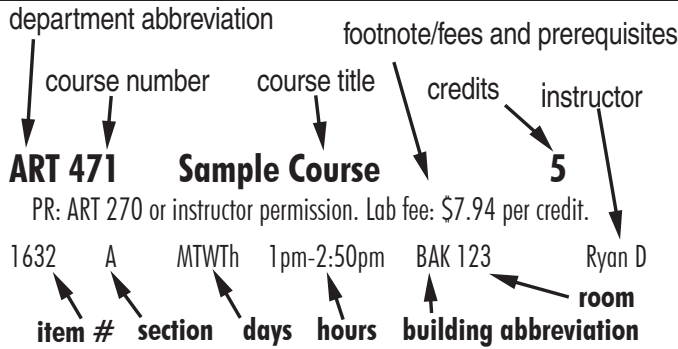 department abbreviation
footnote/fees and prerequisites
course number course title credits instructor
ART 471 Sample Course 5
PR: ART 270 or instructor permission. Lab fee: $7.94 per credit.
1632 A MTWTh 1pm-2:50pm BAK 123 Ryan D
room
item # section days hours building abbreviation